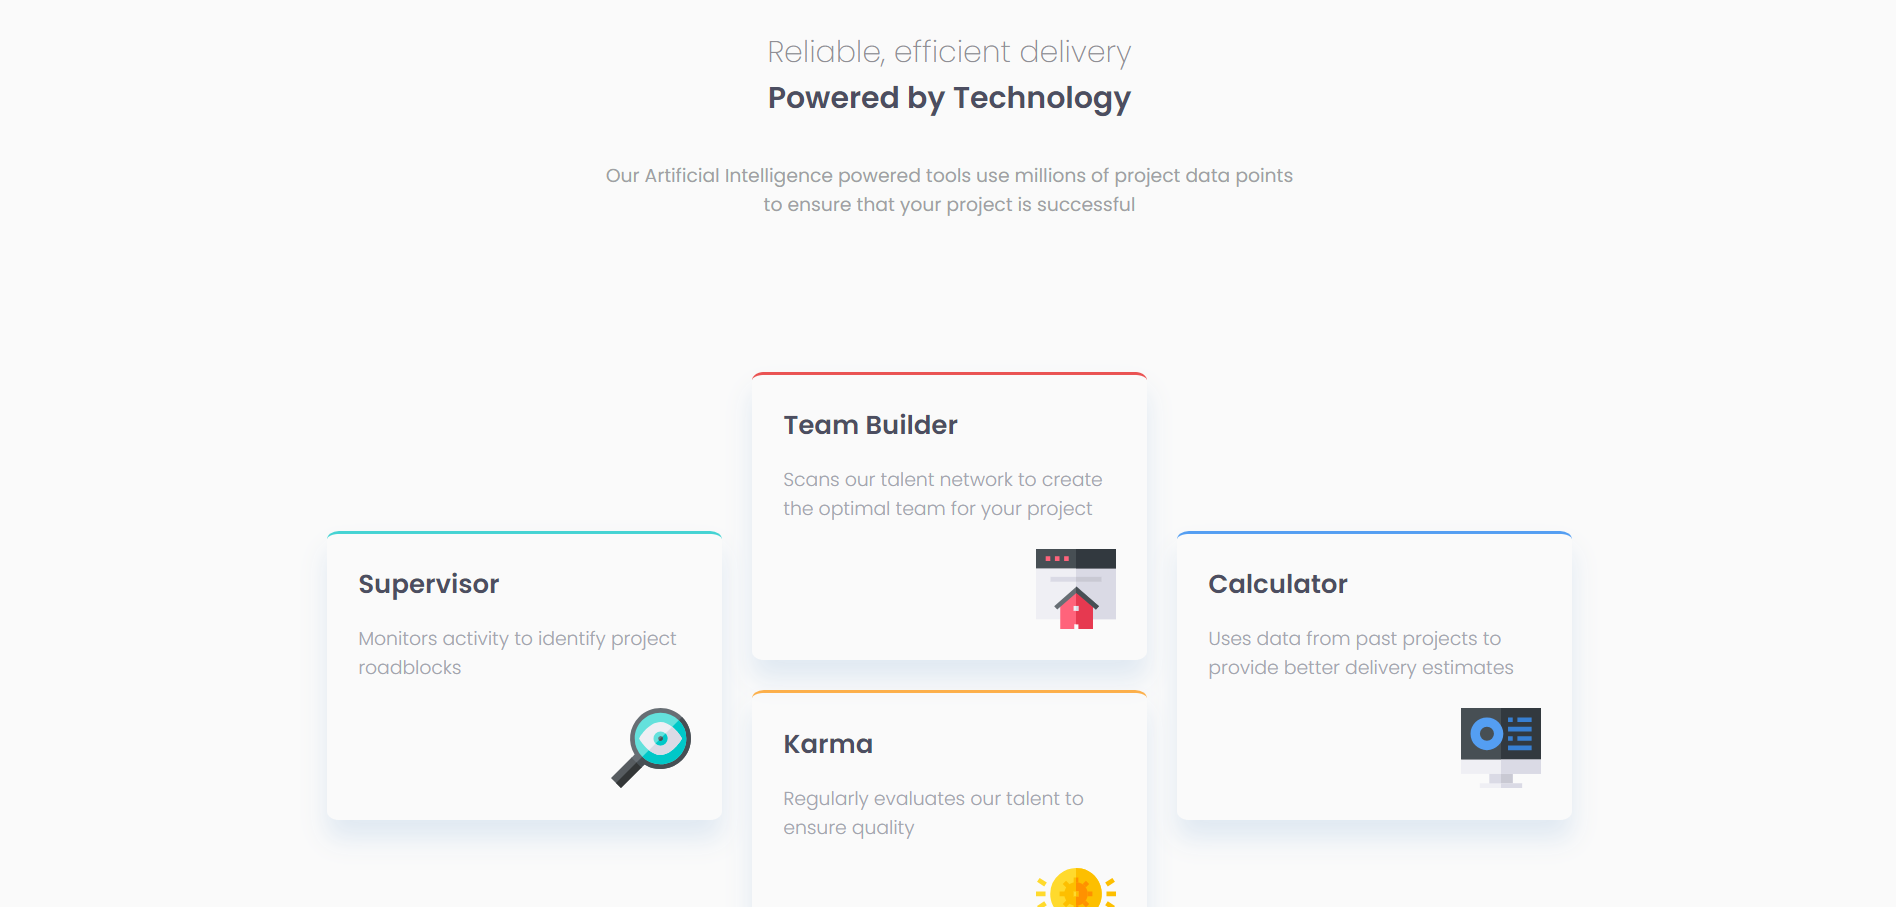 Reliable, efficient delivery
Powered by Technology
Our Artificial Intelligence powered tools use millions of project data points
to ensure that your project is successful
Team Builder
Scans our talent network to create
the optimal team for your project
Supervisor
Monitors activity to identify project
roadblocks
Calculator
Uses data from past projects to
provide better delivery estimates
Karma
Regularly evaluates our talent to
ensure quality